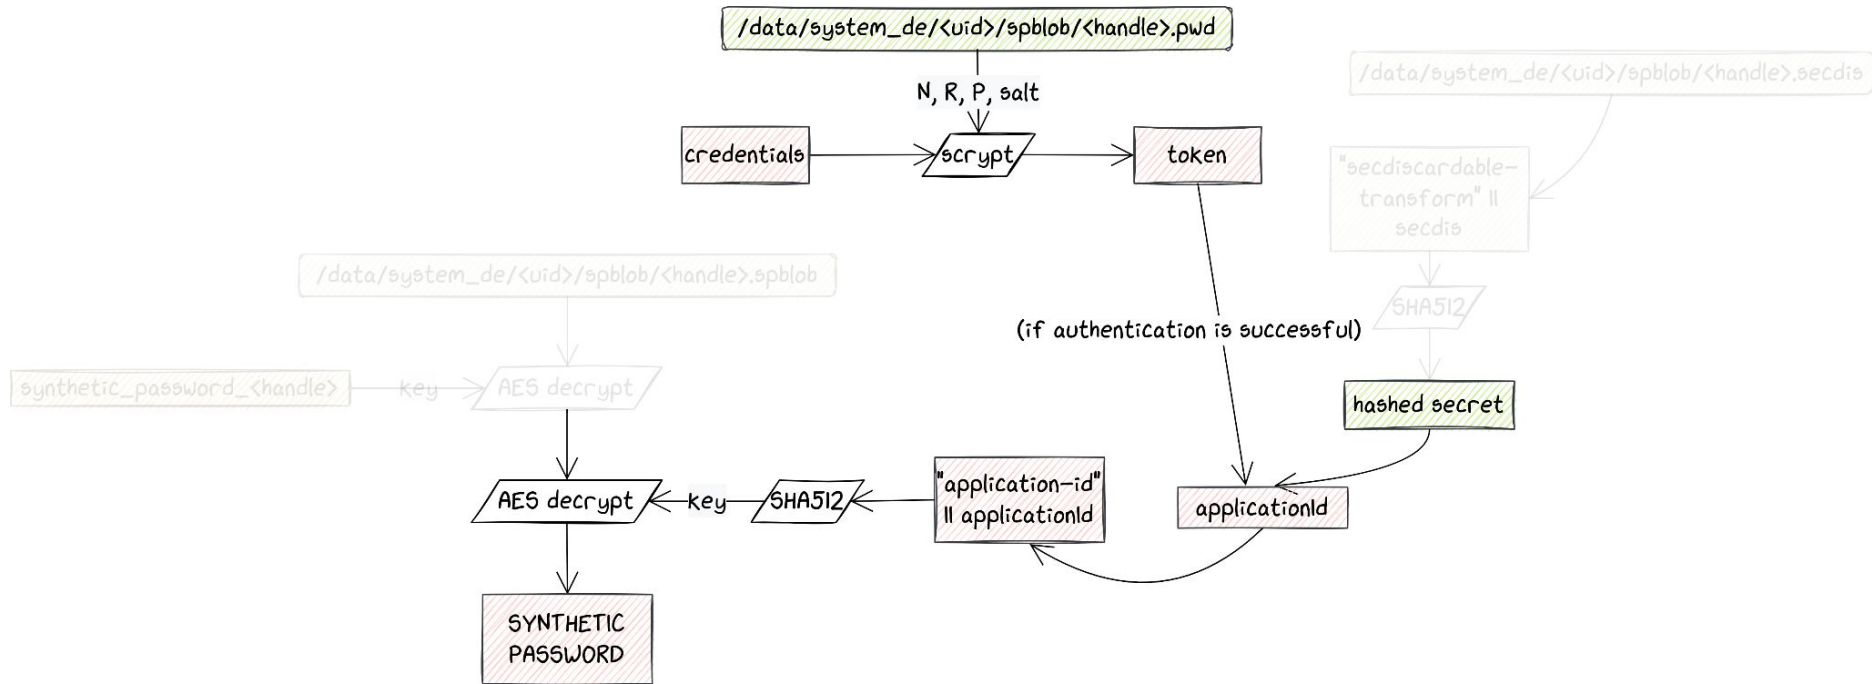 /data/system_de/<uid>/spblob/<handle>.pwd
/data/system_de/<uid>/spblob/<handle>.secdis
N, R, P, salt
credentials
scrypt
token
"secdiscardable-
transform" ||
secdis
/data/system_de/<uid>/spblob/<handle>.spblob
SHA512
(if authentication is successful)
synthetic_password_<handle>
key
AES decrypt
hashed secret
AES decrypt
key
SHA512
"application-id"
|| applicationId
applicationId
SYNTHETIC
PASSWORD